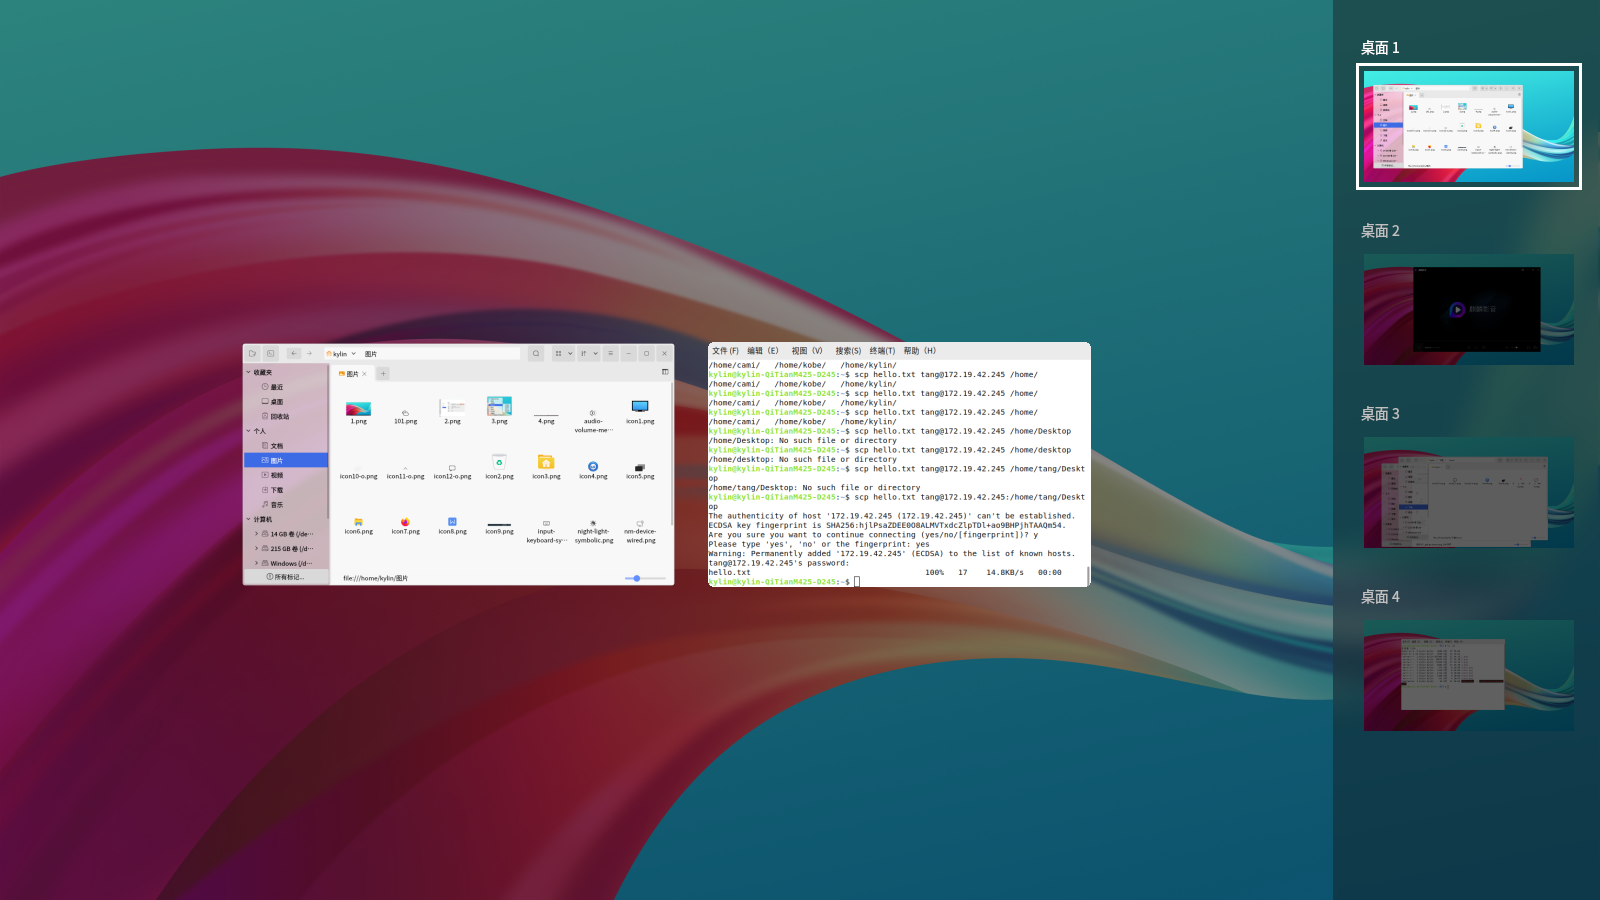 桌面 1
桌面 2
桌面 3
桌面 4
kylin 图片
收藏夹
最近
桌面
回收站
个人
文档
图片
视频
下载
音乐
计算机
14 GB 卷 (/de···
215 GB 卷 (/d···
Windows (/d···
所有标记...
图片
1.png
101.png
2.png
3.png
4.png
audio-volume-me···
icon1.png
icon10-o.png
icon11-o.png
icon12-o.png
icon2.png
icon3.png
icon4.png
icon5.png
icon6.png
icon7.png
icon8.png
icon9.png
input-keyboard-sy···
night-light-symbolic.png
nm-device-wired.png
file:///home/kylin/图片
文件 (F) 编辑（E） 视图（V） 搜索(S) 终端(T) 帮助（H）
/home/cami/ /home/kobe/ /home/kylin/
kylin@kylin-QiTianM425-D245:~$ scp hello.txt tang@172.19.42.245 /home/
/home/cami/ /home/kobe/ /home/kylin/
kylin@kylin-QiTianM425-D245:~$ scp hello.txt tang@172.19.42.245 /home/
/home/cami/ /home/kobe/ /home/kylin/
kylin@kylin-QiTianM425-D245:~$ scp hello.txt tang@172.19.42.245 /home/
/home/cami/ /home/kobe/ /home/kylin/
kylin@kylin-QiTianM425-D245:~$ scp hello.txt tang@172.19.42.245 /home/Desktop
/home/Desktop: No such file or directory
kylin@kylin-QiTianM425-D245:~$ scp hello.txt tang@172.19.42.245 /home/desktop
/home/desktop: No such file or directory
kylin@kylin-QiTianM425-D245:~$ scp hello.txt tang@172.19.42.245 /home/tang/Deskt
op
/home/tang/Desktop: No such file or directory
kylin@kylin-QiTianM425-D245:~$ scp hello.txt tang@172.19.42.245:/home/tang/Deskt
op
The authenticity of host '172.19.42.245 (172.19.42.245)' can't be established.
ECDSA key fingerprint is SHA256:hjlPsaZDEE0O8ALMVTxdcZlpTDl+ao9BHPjhTAAQm54.
Are you sure you want to continue connecting (yes/no/[fingerprint])? y
Please type 'yes', 'no' or the fingerprint: yes
Warning: Permanently added '172.19.42.245' (ECDSA) to the list of known hosts.
tang@172.19.42.245's password:
hello.txt 100% 17 14.8KB/s 00:00
kylin@kylin-QiTianM425-D245:~$
麒麟影音